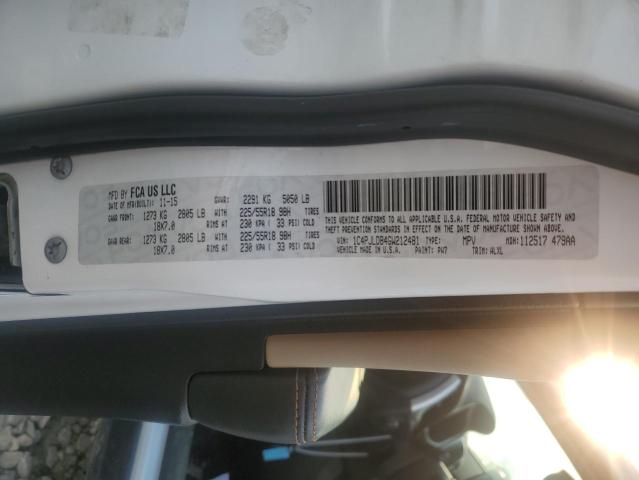 MFD BY FCA US LLC
DATE OF MFR(BUILT): 11-15 GVWR: 2291 KG 5050 LB
GAWR FRONT: 1273 KG 2805 LB 225/55R18 98H TIRES
18X7.0 RIMS AT 230 KPA ( 33 PSI) COLD
GAWR REAR: 1273 KG 2805 LB 225/55R18 98H TIRES
18X7.0 RIMS AT 230 KPA ( 33 PSI) COLD
THIS VEHICLE CONFORMS TO ALL APPLICABLE U.S.A. FEDERAL MOTOR VEHICLE SAFETY AND
THEFT PREVENTION STANDARDS IN EFFECT ON THE DATE OF MANUFACTURE SHOWN ABOVE.
VIN: 1C4PJLDB4GW212481 TYPE: MPV MDH: 112517 479AA
VEHICLE MADE IN U.S.A. PAINT: PW7 TRIM: ALXL